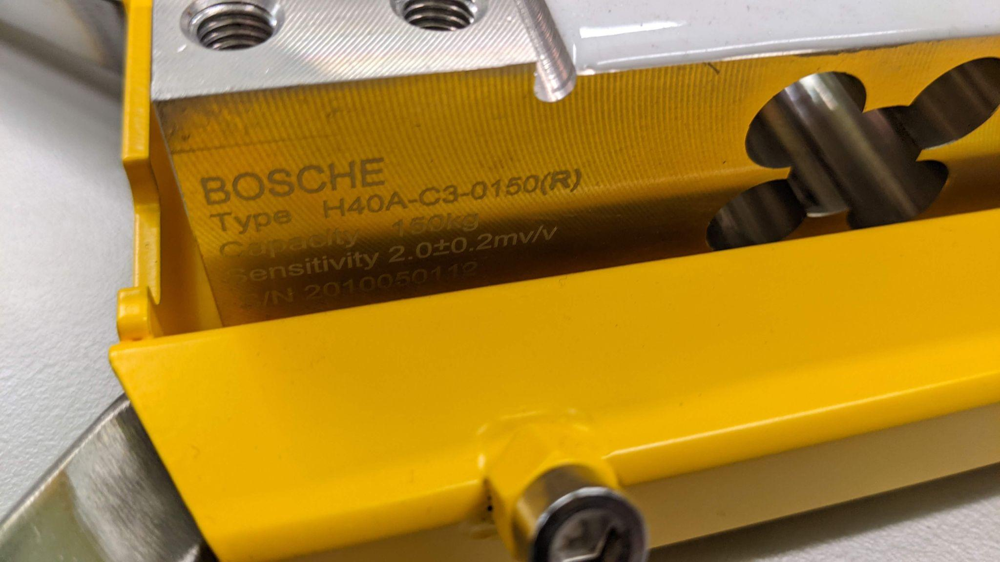 BOSCHE
Type H40A-C3-0150(R)
Capacity 150kg
Sensitivity 2.0±0.2mv/v
S/N 2010050112